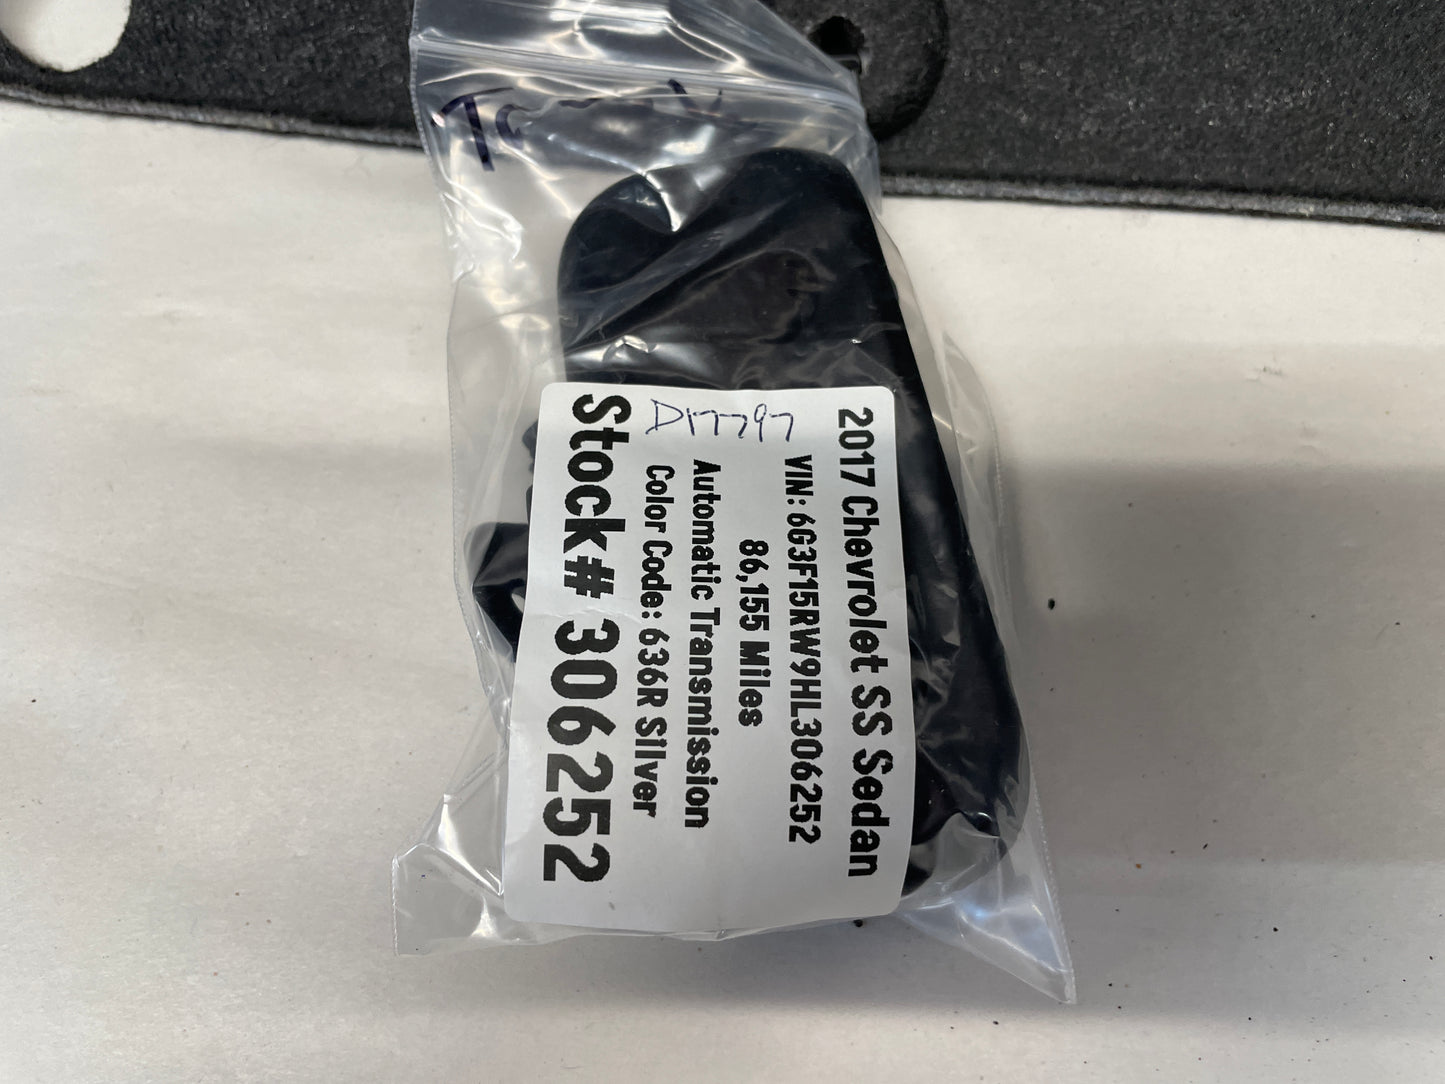 2017 Chevrolet SS Sedan
VIN: 6G3F15RW9HL306252
86,155 Miles
Automatic Transmission
Color Code: 636R Silver
Stock# 306252
D17797